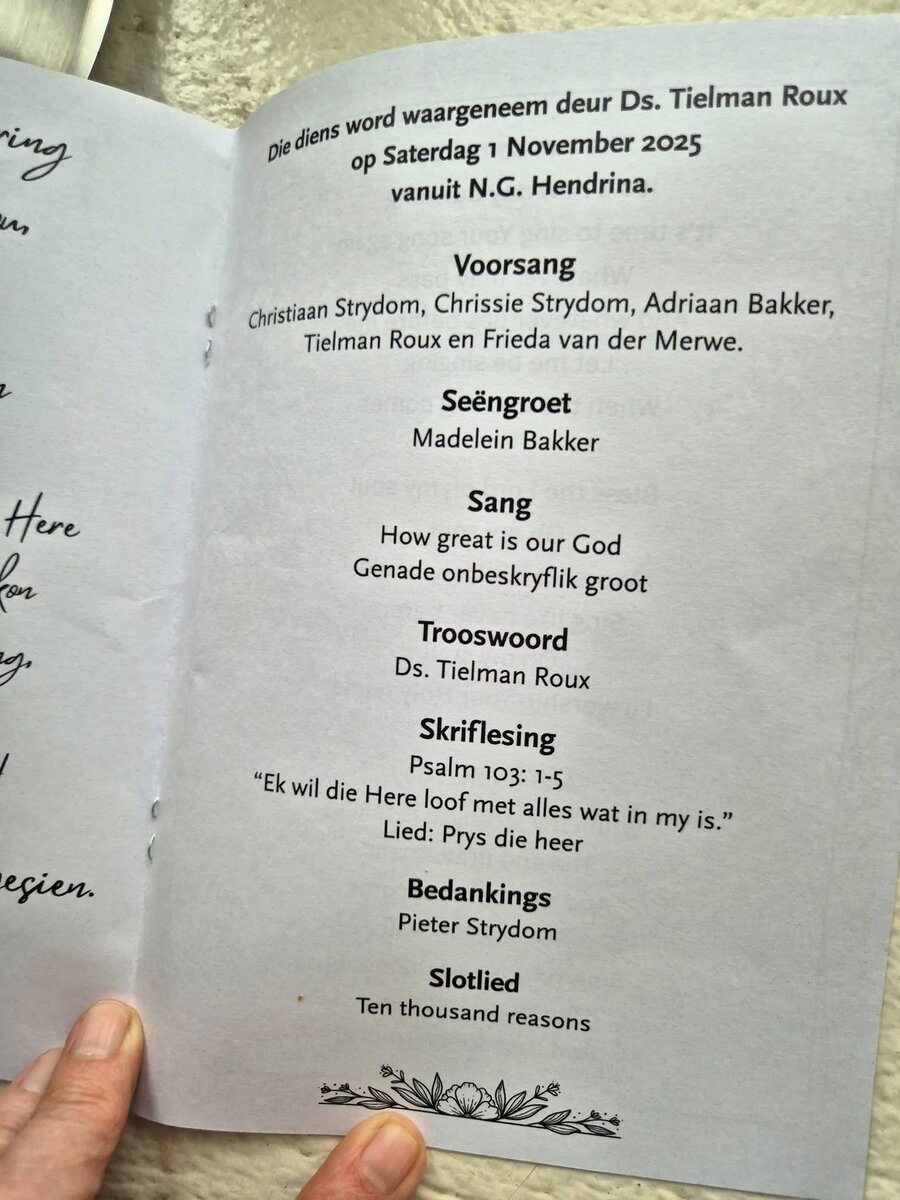 Here
Die diens word waargeneem deur Ds. Tielman Roux
op Saterdag 1 November 2025
vanuit N.G. Hendrina.
Voorsang
Christiaan Strydom, Chrissie Strydom, Adriaan Bakker,
Tielman Roux en Frieda van der Merwe.
Seëngroet
Madelein Bakker
Sang
How great is our God
Genade onbeskryflik groot
Trooswoord
Ds. Tielman Roux
Skriflesing
Psalm 103: 1-5
“Ek wil die Here loof met alles wat in my is.”
Lied: Prys die heer
Bedankings
Pieter Strydom
Slotlied
Ten thousand reasons